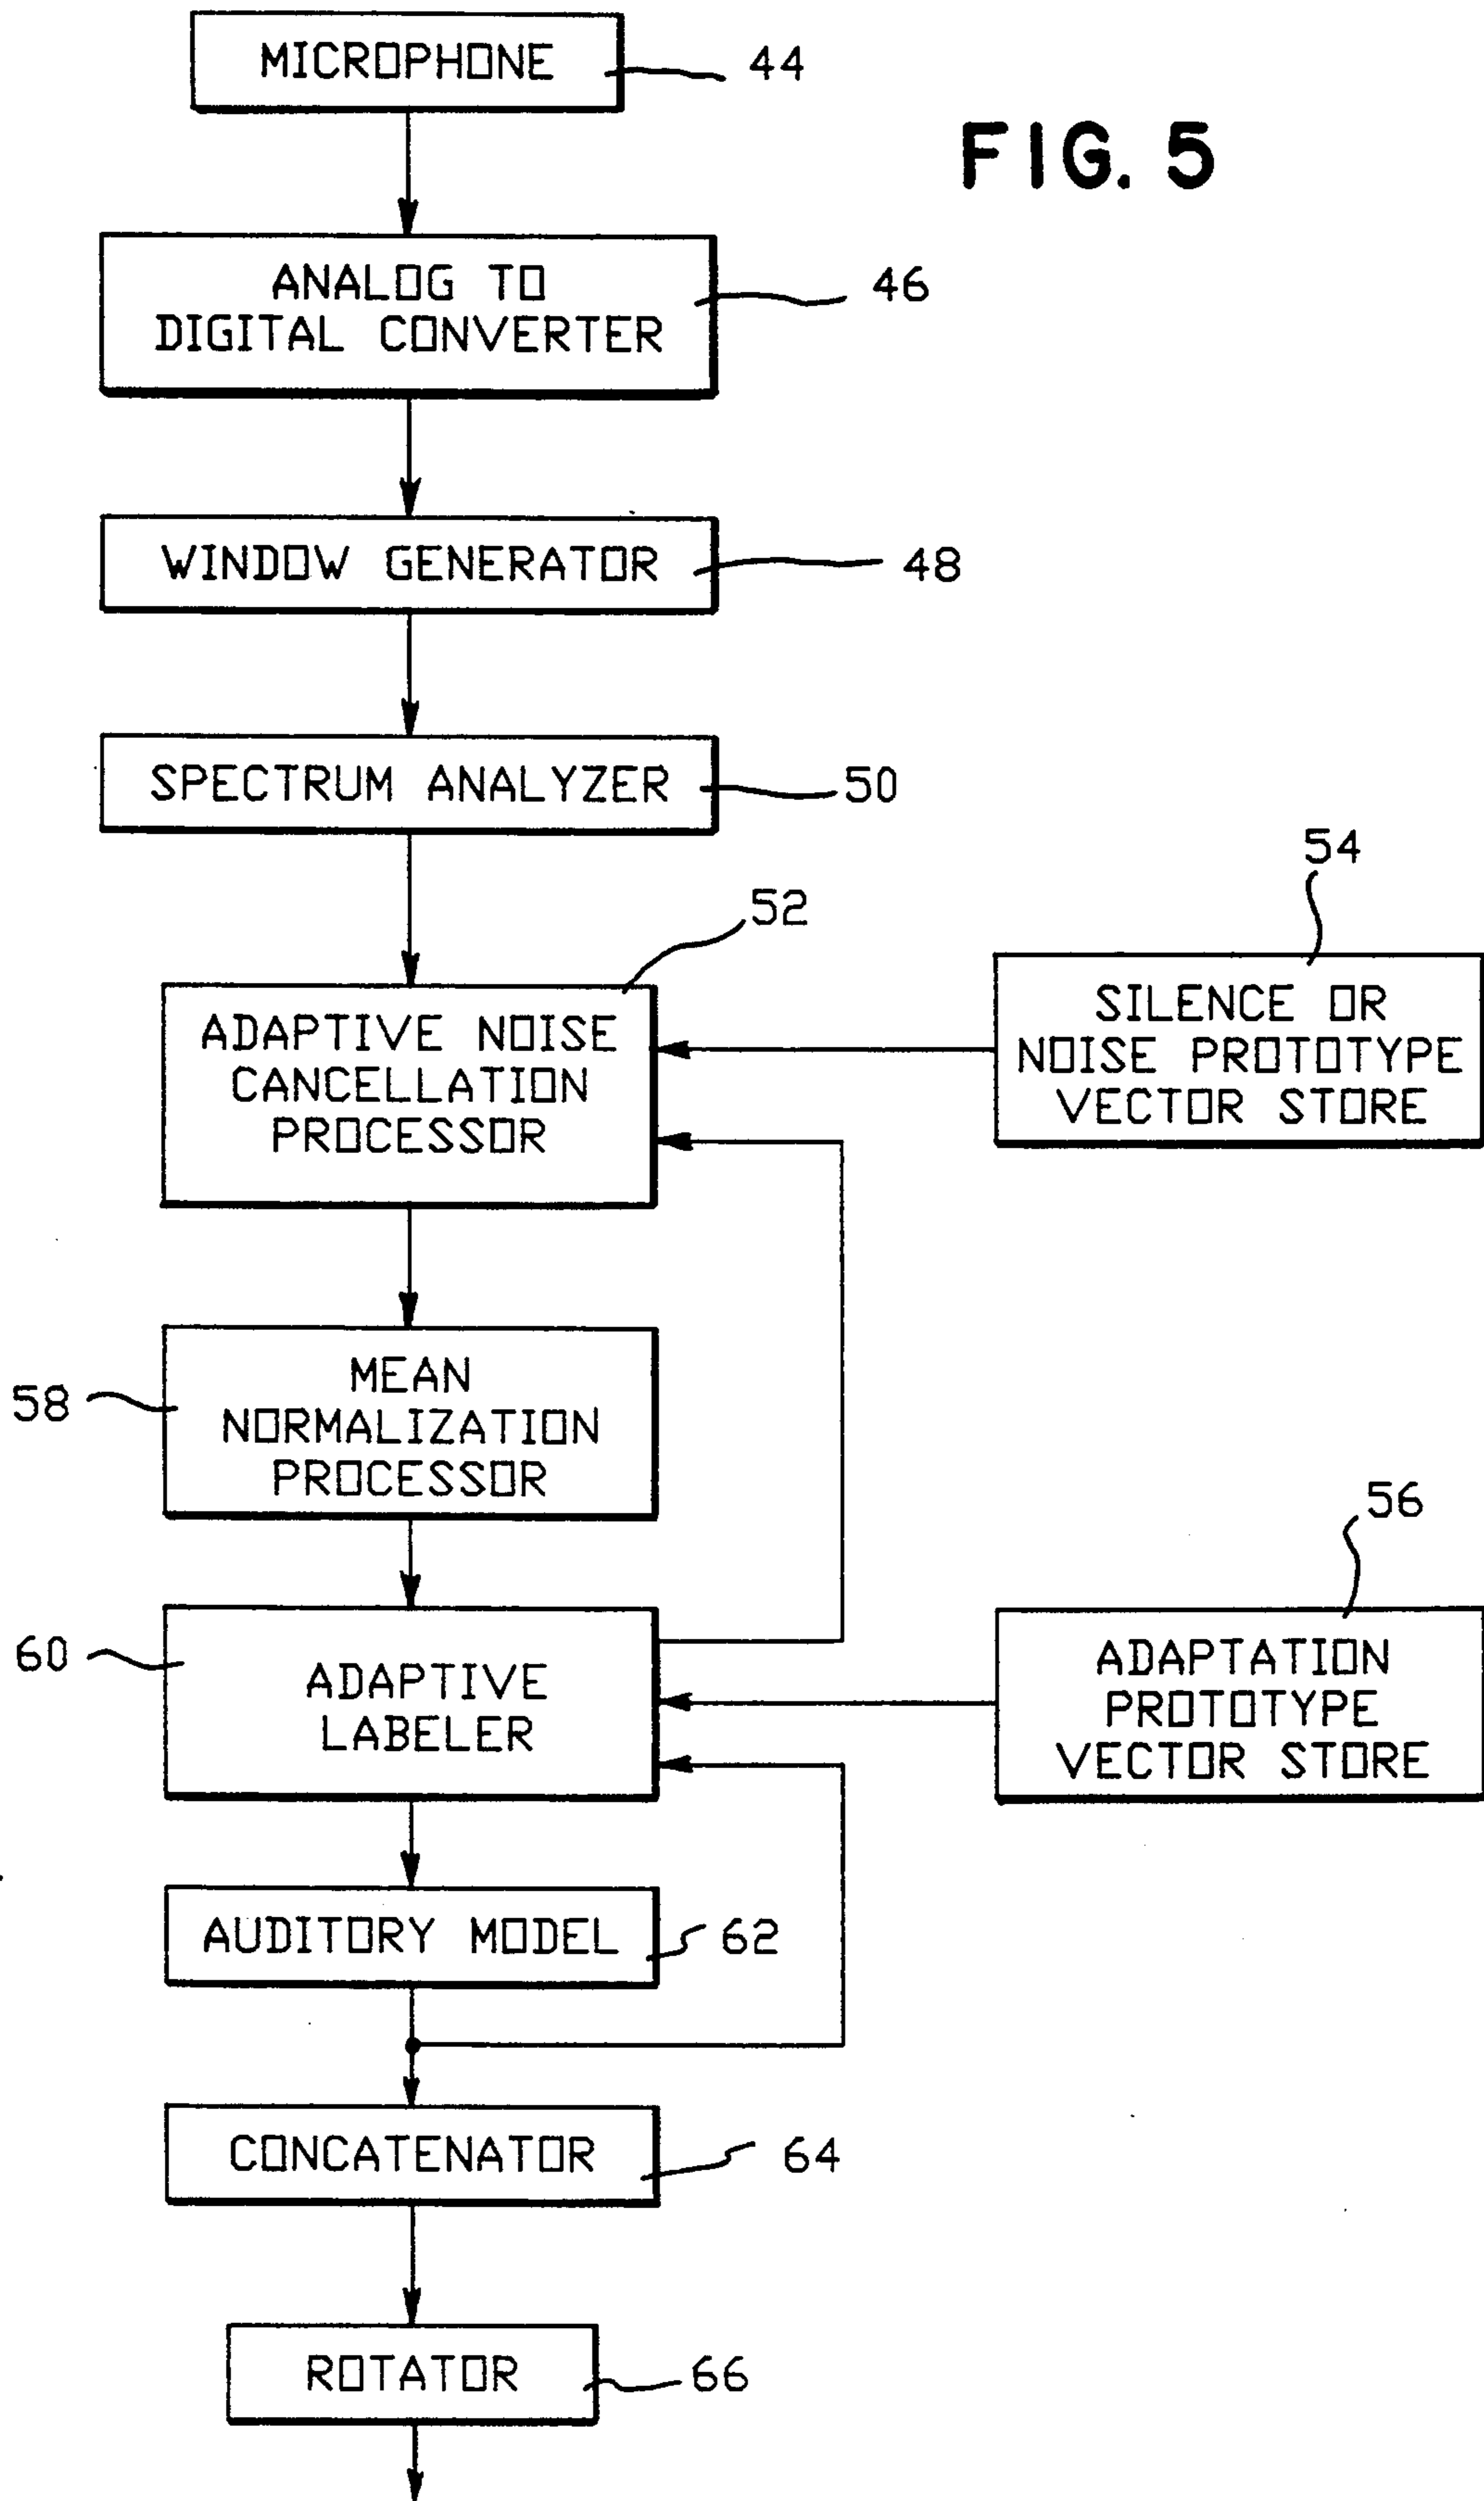 MICROPHONE
44
FIG. 5
ANALOG TO
DIGITAL CONVERTER
46
WINDOW GENERATOR
48
SPECTRUM ANALYZER
50
52
54
ADAPTIVE NOISE
CANCELLATION
PROCESSOR
SILENCE OR
NOISE PROTOTYPE
VECTOR STORE
58
MEAN
NORMALIZATION
PROCESSOR
56
60
ADAPTIVE
LABELER
ADAPTATION
PROTOTYPE
VECTOR STORE
AUDITORY MODEL
62
CONCATENATOR
64
ROTATOR
66